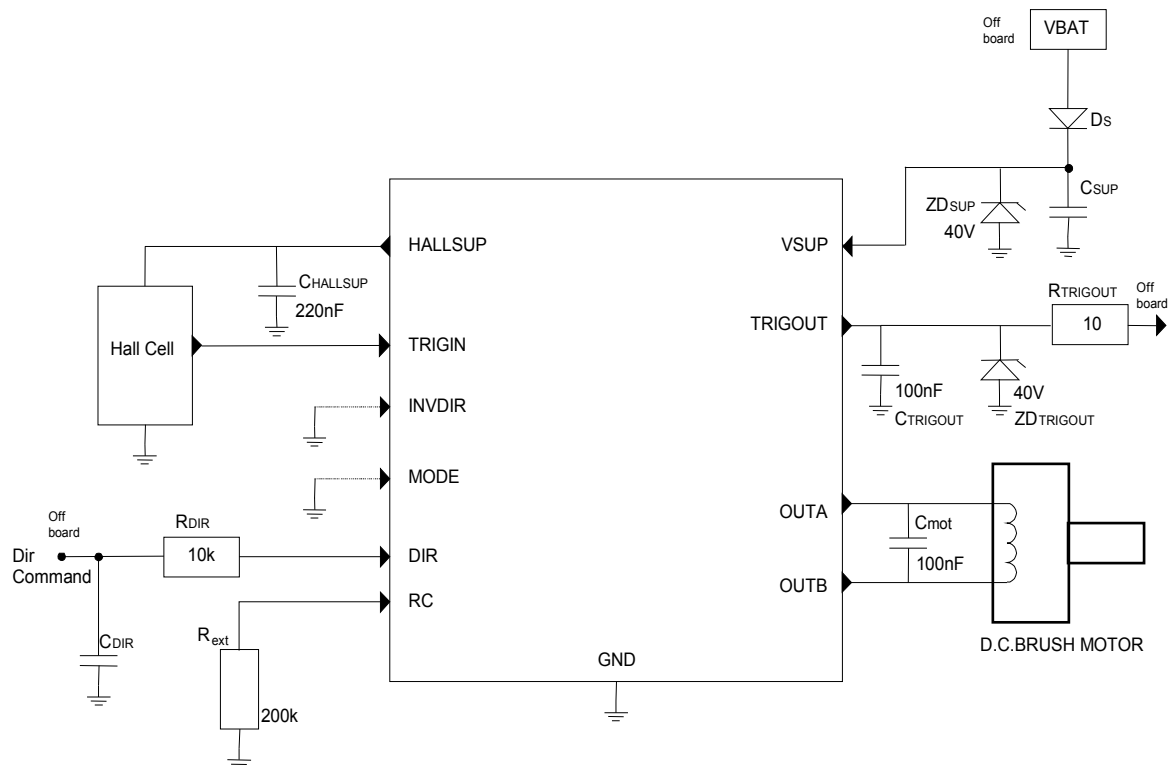 Off
board
VBAT
DS
CSUP
ZDSUP
40V
HALLSUP
VSUP
CHALLSUP
220nF
RTRIGOUT
Off
board
10
TRIGOUT
Hall Cell
TRIGIN
100nF
CTRIGOUT
40V
ZDTRIGOUT
INVDIR
MODE
OUTA
Cmot
100nF
OUTB
D.C.BRUSH MOTOR
Off
board
RDIR
10k
Dir
Command
DIR
RC
CDIR
Rext
200k
GND